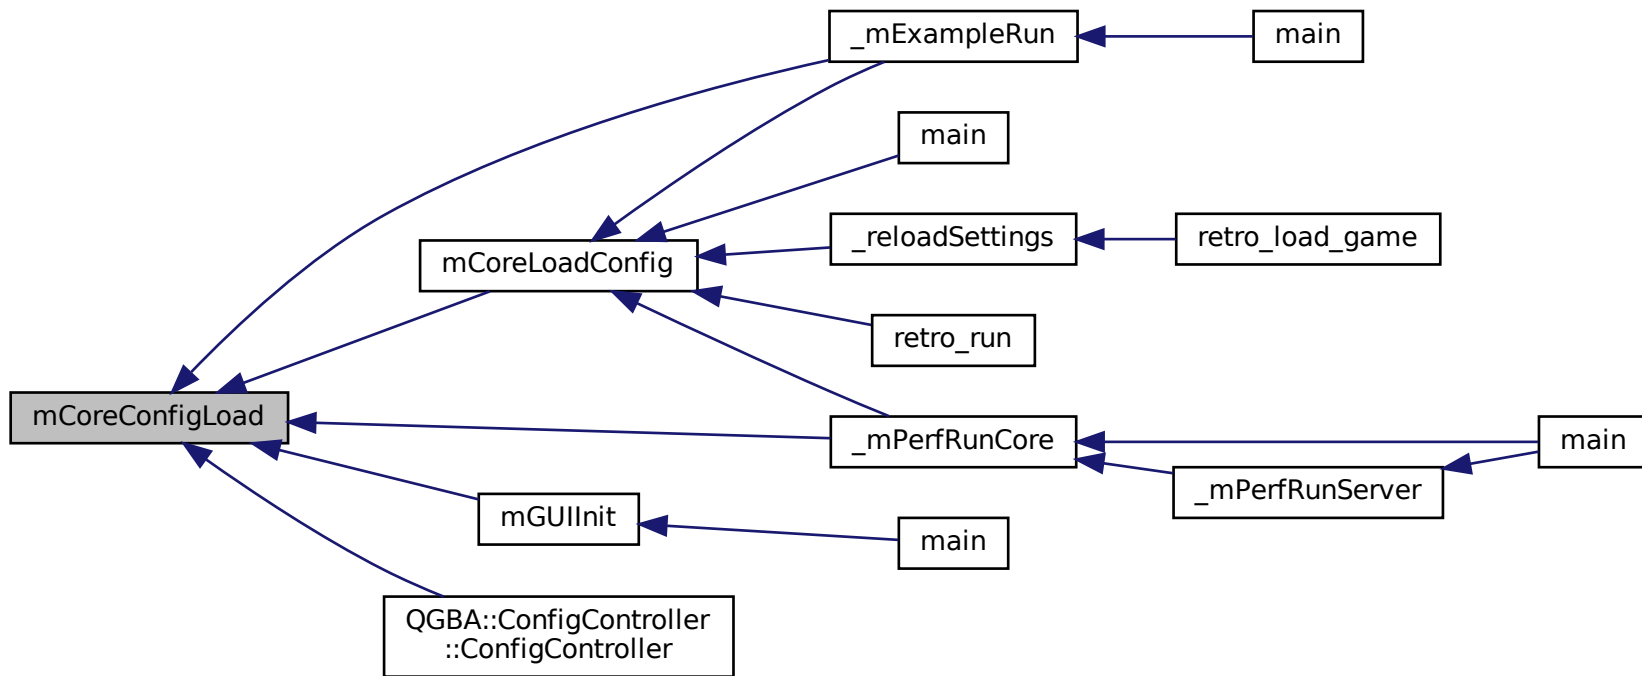 _mExampleRun
main
main
_reloadSettings
retro_load_game
mCoreLoadConfig
retro_run
mCoreConfigLoad
_mPerfRunCore
main
_mPerfRunServer
mGUIInit
main
QGBA::ConfigController
::ConfigController